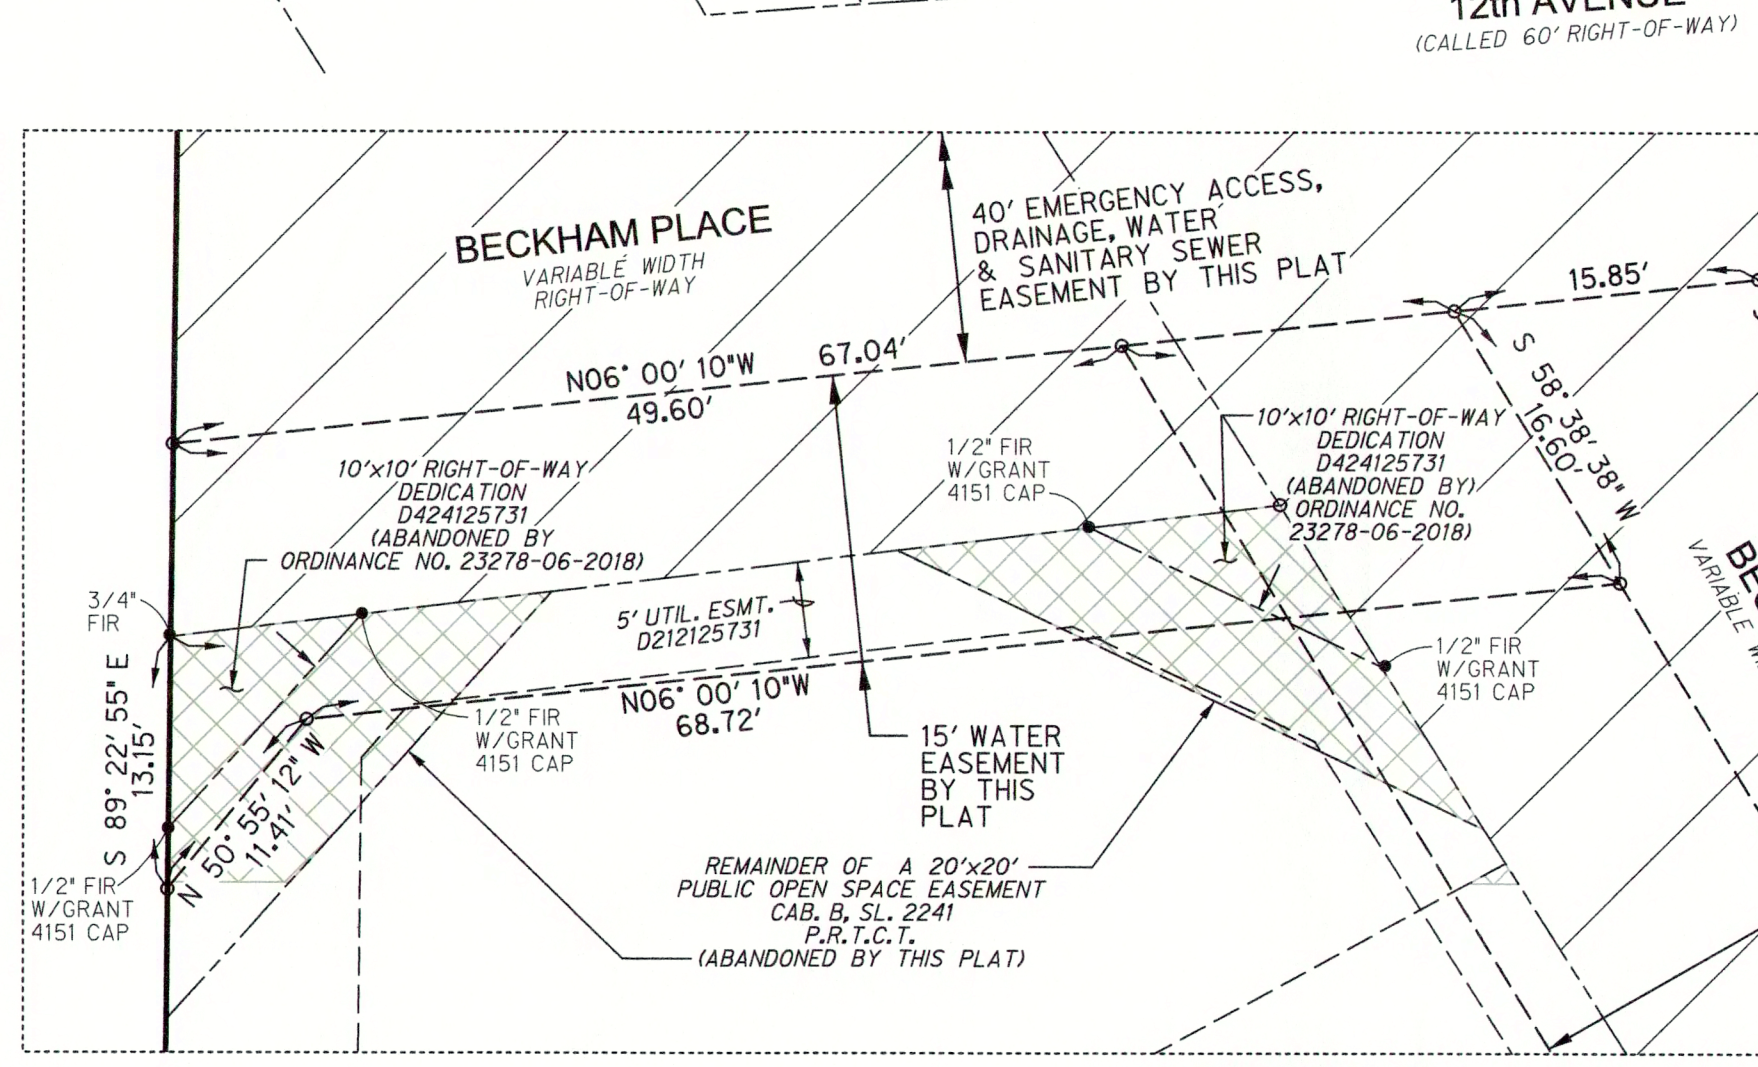 12th AVENUE
(CALLED 60' RIGHT-OF-WAY)
BECKHAM PLACE
VARIABLE WIDTH
RIGHT-OF-WAY
40' EMERGENCY ACCESS,
DRAINAGE, WATER
& SANITARY SEWER
EASEMENT BY THIS PLAT
15.85'
67.04'
N06° 00' 10"W
49.60'
S 58° 38' 38" W
16.60'
10'x10' RIGHT-OF-WAY
DEDICATION
D424125731
(ABANDONED BY
ORDINANCE NO. 23278-06-2018)
1/2" FIR
W/GRANT
4151 CAP
10'x10' RIGHT-OF-WAY
DEDICATION
D424125731
(ABANDONED BY)
ORDINANCE NO.
23278-06-2018)
3/4"
FIR
5' UTIL. ESMT.
D212125731
VARIABLE
1/2" FIR
W/GRANT
4151 CAP
S 89° 22' 55" E
13.15'
N06° 00' 10"W
68.72'
1/2" FIR
W/GRANT
4151 CAP
15' WATER
EASEMENT
BY THIS
PLAT
N 50° 55' 12" W
11.41'
1/2" FIR
W/GRANT
4151 CAP
REMAINDER OF A 20'x20'
PUBLIC OPEN SPACE EASEMENT
CAB. B, SL. 2241
P.R.T.C.T.
(ABANDONED BY THIS PLAT)